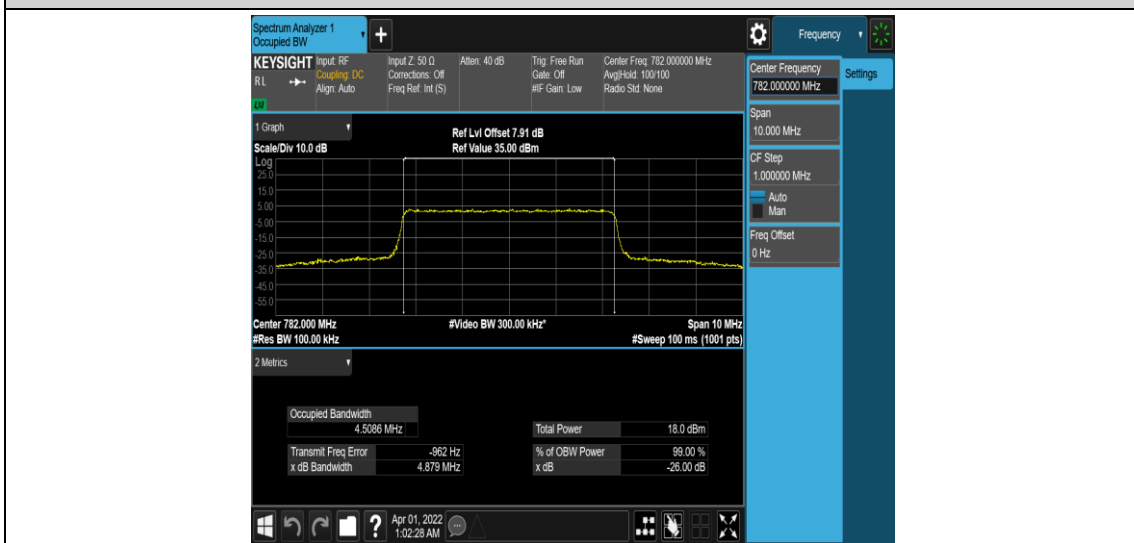 Spectrum Analyzer 1
Occupied BW
+
Frequency
KEYSIGHT Input: RF Input Z: 50 Ω Atten: 40 dB Trig: Free Run Center Freq: 782.000000 MHz
RL Coupling: DC Corrections: Off Gate: Off Avg|Hold: 100/100
Align: Auto Freq Ref: Int (S) #IF Gain: Low Radio Std: None
LXI
Center Frequency
782.000000 MHz
Settings
Span
10.000 MHz
CF Step
1.000000 MHz
Auto
Man
Freq Offset
0 Hz
1 Graph
Ref Lvl Offset 7.91 dB
Scale/Div 10.0 dB Ref Value 35.00 dBm
Log
25.0
15.0
5.00
-5.00
-15.0
-25.0
-35.0
-45.0
-55.0
Center 782.000 MHz #Video BW 300.00 kHz* Span 10 MHz
#Res BW 100.00 kHz #Sweep 100 ms (1001 pts)
2 Metrics
Occupied Bandwidth
4.5086 MHz Total Power 18.0 dBm
Transmit Freq Error -962 Hz % of OBW Power 99.00 %
x dB Bandwidth 4.879 MHz x dB -26.00 dB
? Apr 01, 2022
1:02:28 AM